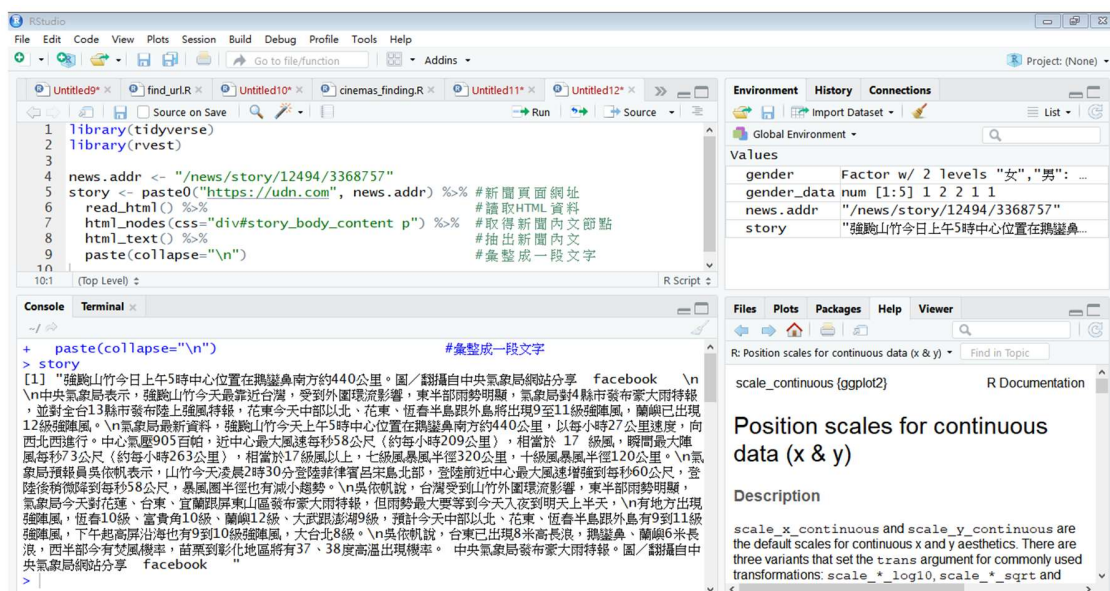 RStudio
File Edit Code View Plots Session Build Debug Profile Tools Help
Go to file/function Addins
Project: (None)
Untitled9* find_url.R Untitled10* cinemas_finding.R Untitled11* Untitled12*
Source on Save Run Source
1 library(tidyverse)
2 library(rvest)
3
4 news.addr <- "/news/story/12494/3368757"
5 story <- paste0("https://udn.com", news.addr) %>% #新聞頁面網址
6 read_html() %>% #讀取HTML資料
7 html_nodes(css="div#story_body_content p") %>% #取得新聞內文節點
8 html_text() %>% #抽出新聞內文
9 paste(collapse="\n") #彙整成一段文字
10
10:1 (Top Level) R Script
Console Terminal
~/
+ paste(collapse="\n") #彙整成一段文字
> story
[1] "強颱山竹今日上午5時中心位置在鵝鑾鼻南方約440公里。圖／翻攝自中央氣象局網站分享 facebook \n
\n中央氣象局表示，強颱山竹今天最靠近台灣，受到外圍環流影響，東半部雨勢明顯，氣象局對4縣市發布豪大雨特報
，並對全台13縣市發布陸上強風特報，花東今天中部以北、花東、恆春半島跟外島將出現9至11級強陣風，蘭嶼已出現
12級強陣風。\n氣象局最新資料，強颱山竹今天上午5時中心位置在鵝鑾鼻南方約440公里，以每小時27公里速度，向
西北西進行。中心氣壓905百帕，近中心最大風速每秒58公尺（約每小時209公里），相當於 17 級風，瞬間最大陣
風每秒73公尺（約每小時263公里），相當於17級風以上，七級風暴風半徑320公里，十級風暴風半徑120公里。\n氣
象局預報員吳依帆表示，山竹今天凌晨2時30分登陸菲律賓呂宋島北部，登陸前近中心最大風速增強到每秒60公尺，登
陸後稍微降到每秒58公尺，暴風圈半徑也有減小趨勢。\n吳依帆說，台灣受到山竹外圍環流影響，東半部雨勢明顯，
氣象局今天對花蓮、台東、宜蘭跟屏東山區發布豪大雨特報，但雨勢最大要等到今天入夜到明天上半天，\n有地方出現
強陣風，恆春10級、富貴角10級、蘭嶼12級、大武跟澎湖9級，預計今天中部以北、花東、恆春半島跟外島有9到11級
強陣風，下午起高屏沿海也有9到10級強陣風，大台北8級。\n吳依帆說，台東已出現8米高長浪，鵝鑾鼻、蘭嶼6米長
浪，西半部今有焚風機率，苗栗到彰化地區將有37、38度高溫出現機率。 中央氣象局發布豪大雨特報。圖／翻攝自中
央氣象局網站分享 facebook "
>
Environment History Connections
Import Dataset List
Global Environment
Values
gender Factor w/ 2 levels "女","男": …
gender_data num [1:5] 1 2 2 1 1
news.addr "/news/story/12494/3368757"
story "強颱山竹今日上午5時中心位置在鵝鑾鼻…
Files Plots Packages Help Viewer
R: Position scales for continuous data (x & y) Find in Topic
scale_continuous {ggplot2} R Documentation
Position scales for continuous
data (x & y)
Description
scale_x_continuous and scale_y_continuous are
the default scales for continuous x and y aesthetics. There are
three variants that set the trans argument for commonly used
transformations: scale_*_log10, scale_*_sqrt and